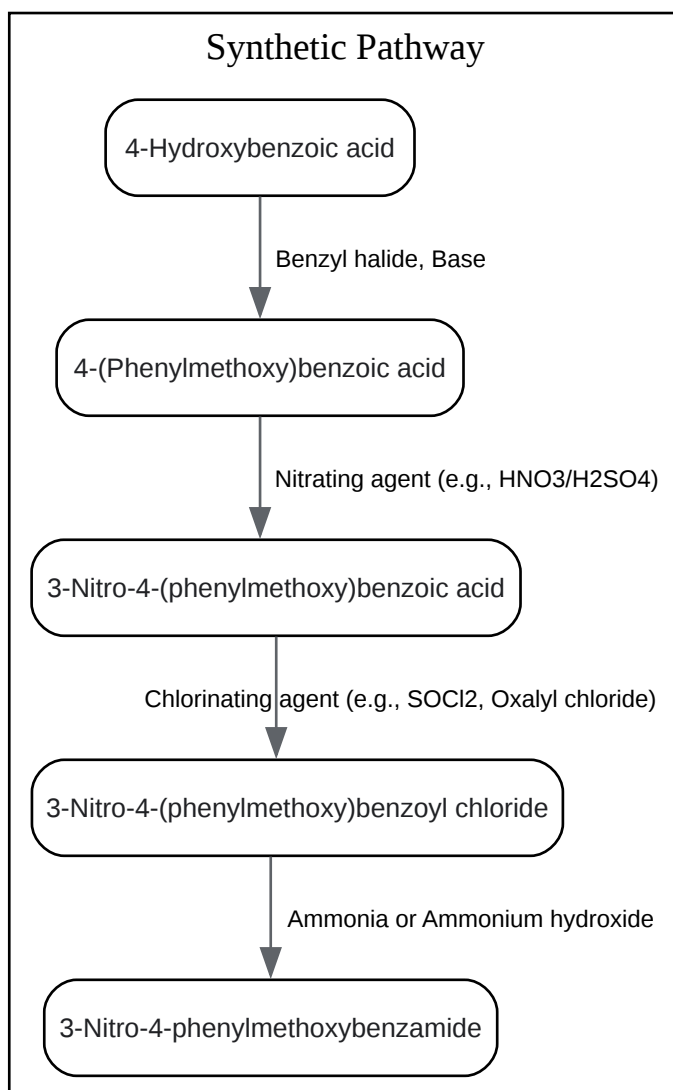 Synthetic Pathway
4-Hydroxybenzoic acid
Benzyl halide, Base
4-(Phenylmethoxy)benzoic acid
Nitrating agent (e.g., HNO3/H2SO4)
3-Nitro-4-(phenylmethoxy)benzoic acid
Chlorinating agent (e.g., SOCl2, Oxalyl chloride)
3-Nitro-4-(phenylmethoxy)benzoyl chloride
Ammonia or Ammonium hydroxide
3-Nitro-4-phenylmethoxybenzamide